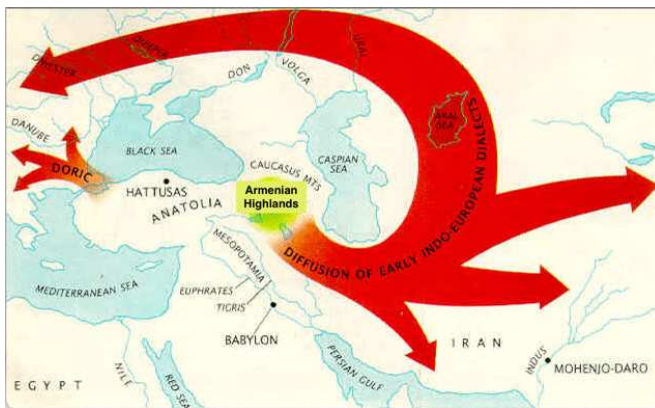 DNIESTER
DNIEPER
DON
VOLGA
URAL
ARAL
SEA
DANUBE
BLACK SEA
CASPIAN
SEA
CAUCASUS MTS
DORIC
HATTUSAS
ANATOLIA
Armenian
Highlands
DIFFUSION OF EARLY INDO-EUROPEAN DIALECTS
MESOPOTAMIA
MEDITERRANEAN SEA
EUPHRATES
TIGRIS
BABYLON
IRAN
PERSIAN GULF
INDUS
MOHENJO-DARO
EGYPT
NILE
RED SEA